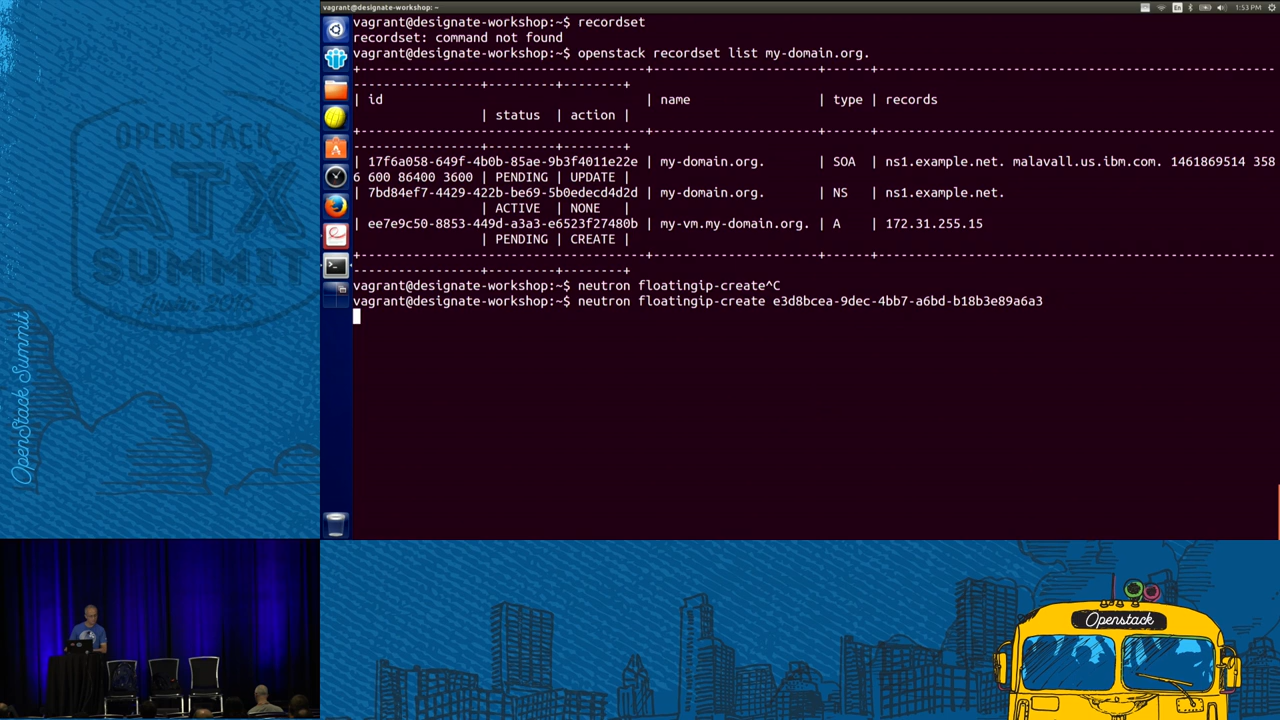 vagrant@designate-workshop: ~
En
1:53 PM
vagrant@designate-workshop:~$ recordset
recordset: command not found
vagrant@designate-workshop:~$ openstack recordset list my-domain.org.
+--------------------------------------+----------------------+------+--------------------------------------------------
-----------------+---------+--------+
| id                                   | name                 | type | records
                 | status  | action |
+--------------------------------------+----------------------+------+--------------------------------------------------
-----------------+---------+--------+
| 17f6a058-649f-4b0b-85ae-9b3f4011e22e | my-domain.org.       | SOA  | ns1.example.net. malavall.us.ibm.com. 1461869514 358
6 600 86400 3600 | PENDING | UPDATE |
| 7bd84ef7-4429-422b-be69-5b0edecd4d2d | my-domain.org.       | NS   | ns1.example.net.
                 | ACTIVE  | NONE   |
| ee7e9c50-8853-449d-a3a3-e6523f27480b | my-vm.my-domain.org. | A    | 172.31.255.15
                 | PENDING | CREATE |
+--------------------------------------+----------------------+------+--------------------------------------------------
-----------------+---------+--------+
vagrant@designate-workshop:~$ neutron floatingip-create^C
vagrant@designate-workshop:~$ neutron floatingip-create e3d8bcea-9dec-4bb7-a6bd-b18b3e89a6a3
OPENSTACK
ATX
SUMMIT
OpenStack Summit
Openstack